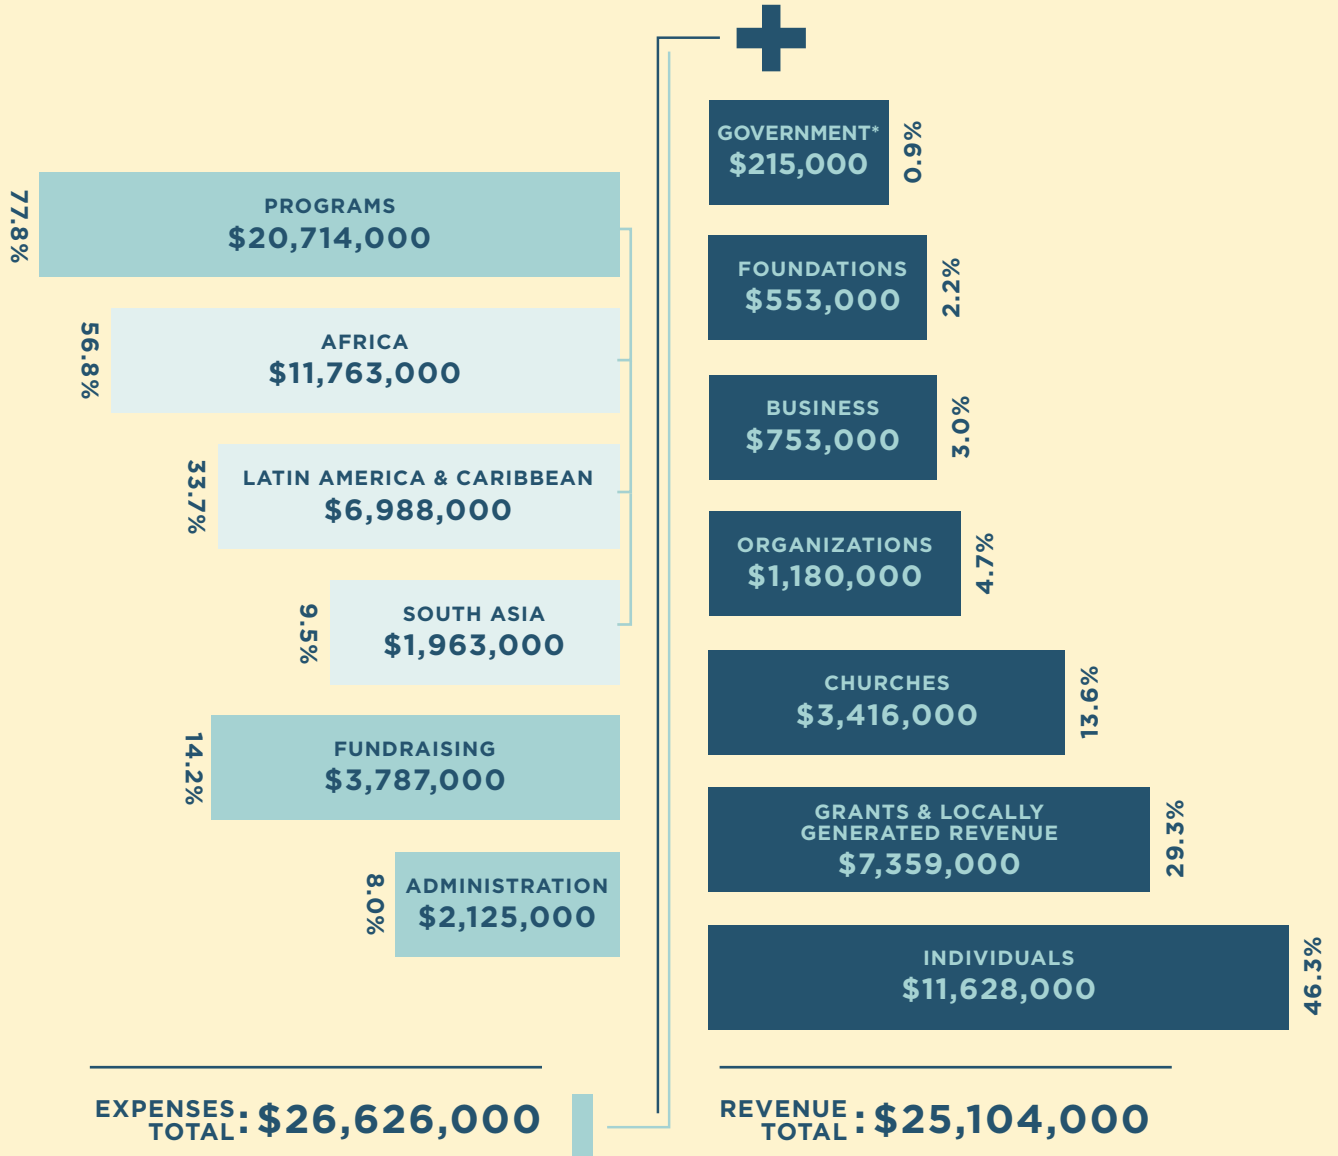 77.8%
PROGRAMS
$20,714,000
56.8%
AFRICA
$11,763,000
33.7%
LATIN AMERICA & CARIBBEAN
$6,988,000
9.5%
SOUTH ASIA
$1,963,000
14.2%
FUNDRAISING
$3,787,000
8.0%
ADMINISTRATION
$2,125,000
EXPENSES
TOTAL : $26,626,000
GOVERNMENT*
$215,000
0.9%
FOUNDATIONS
$553,000
2.2%
BUSINESS
$753,000
3.0%
ORGANIZATIONS
$1,180,000
4.7%
CHURCHES
$3,416,000
13.6%
GRANTS & LOCALLY
GENERATED REVENUE
$7,359,000
29.3%
INDIVIDUALS
$11,628,000
46.3%
REVENUE
TOTAL : $25,104,000